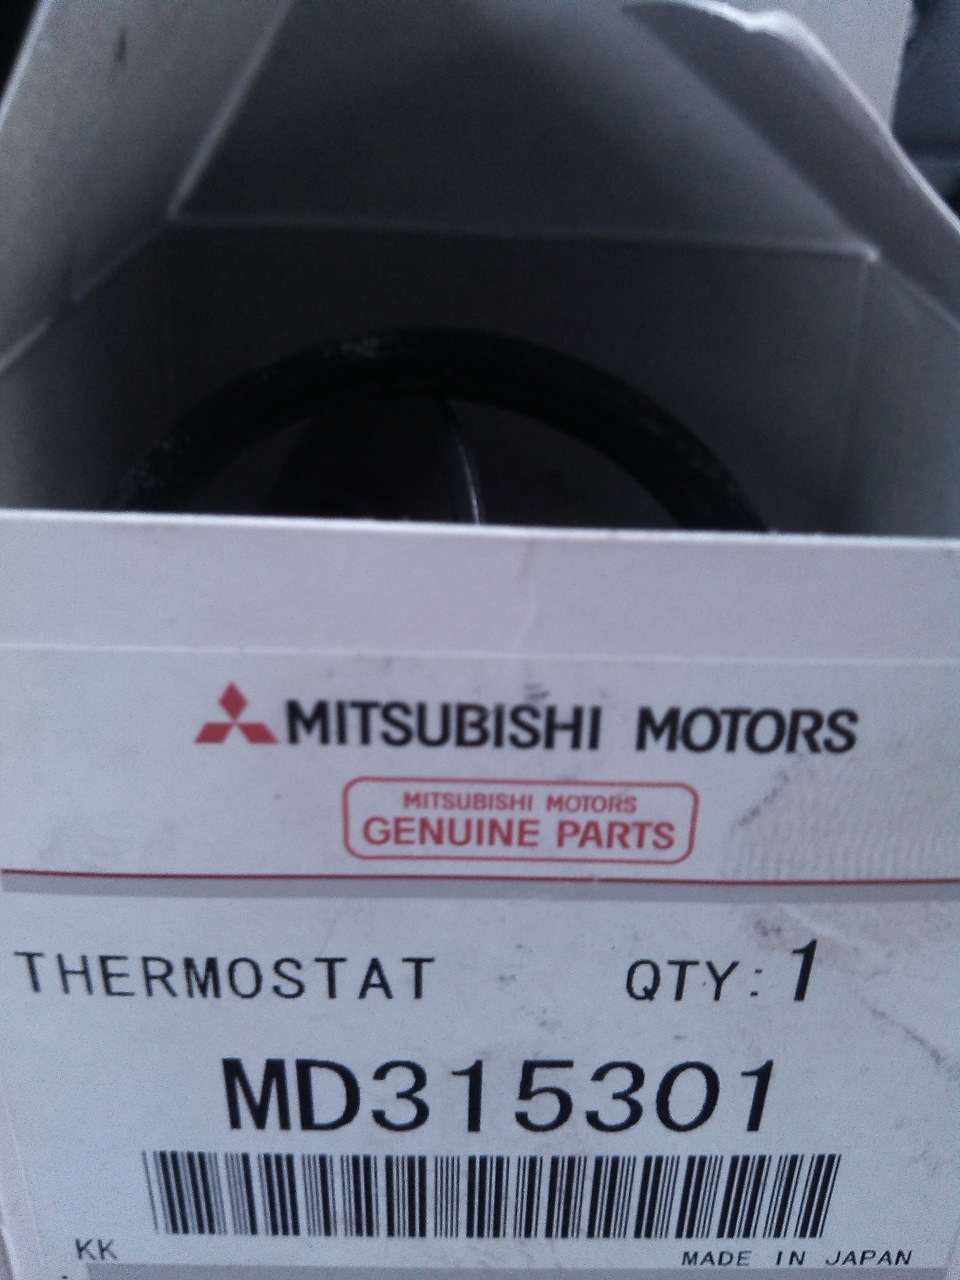 MITSUBISHI MOTORS
MITSUBISHI MOTORS
GENUINE PARTS
THERMOSTAT QTY: 1
MD315301
KK MADE IN JAPAN